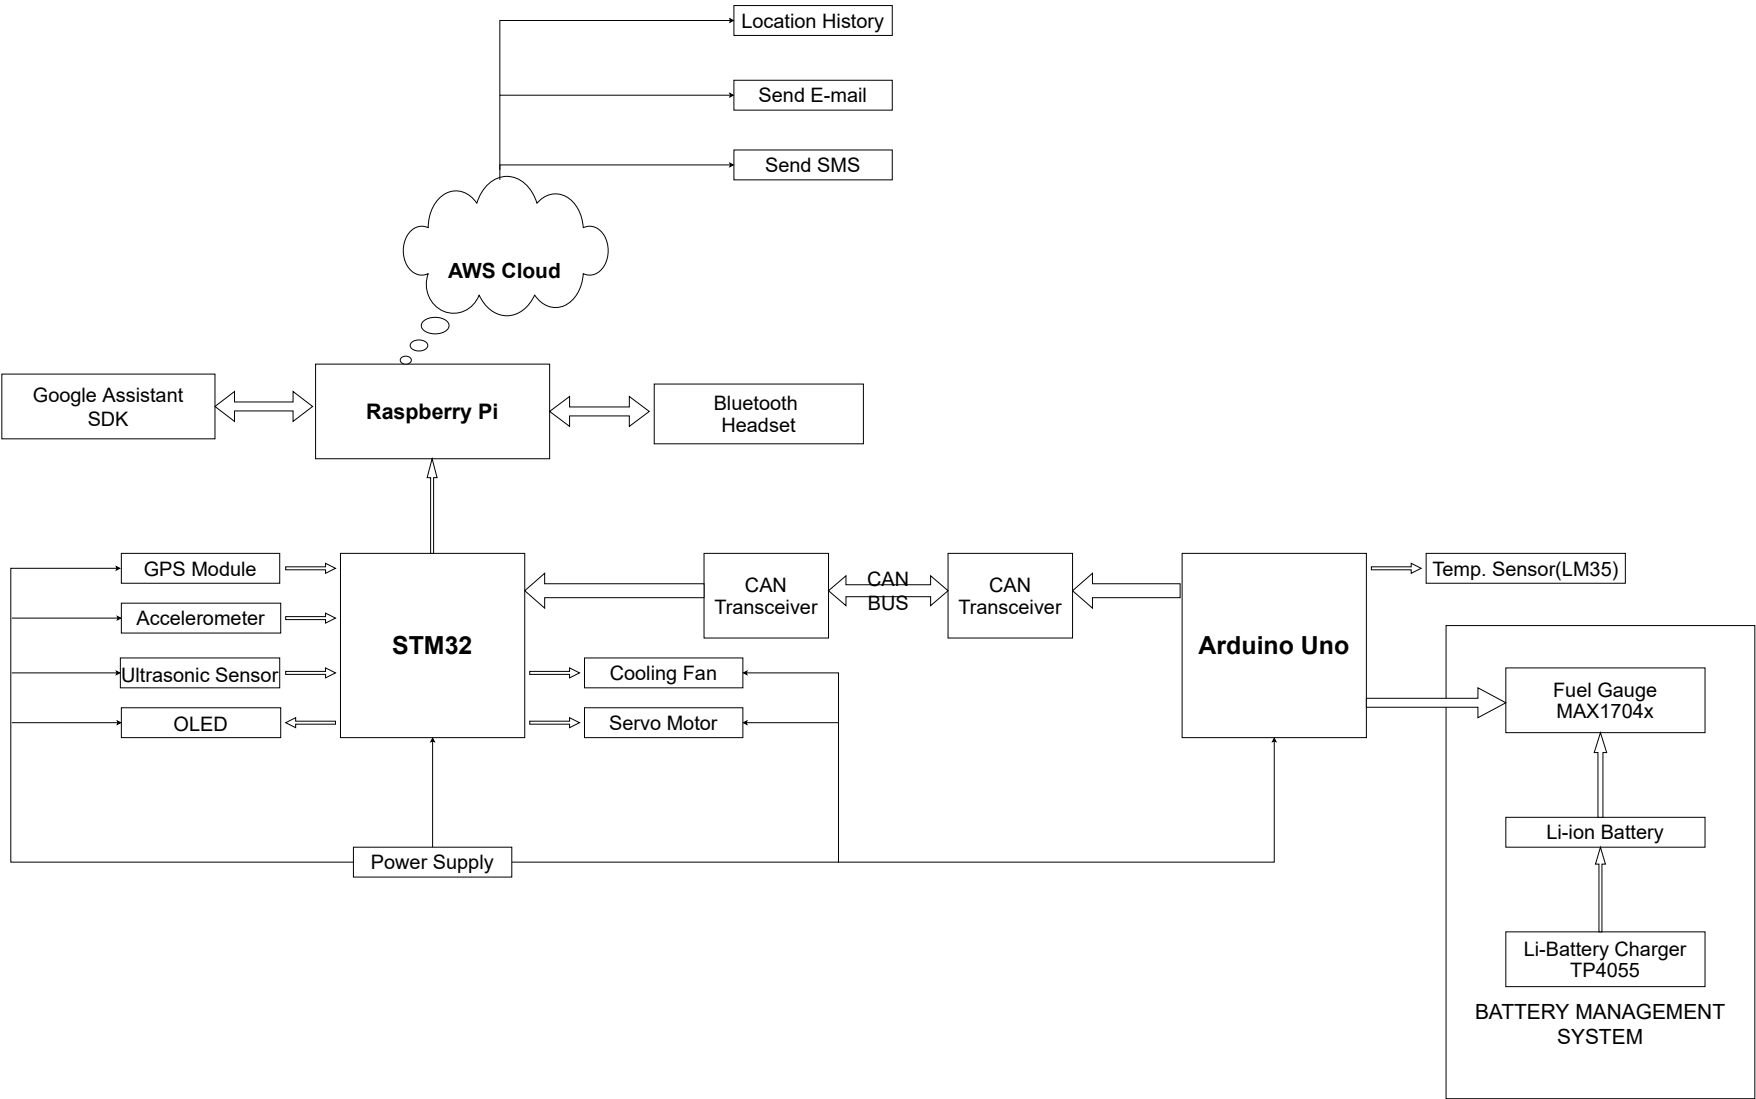 Location History
Send E-mail
Send SMS
AWS Cloud
Google Assistant
SDK
Raspberry Pi
Bluetooth
Headset
GPS Module
Accelerometer
Ultrasonic Sensor
OLED
STM32
CAN
Transceiver
CAN
BUS
CAN
Transceiver
Cooling Fan
Servo Motor
Arduino Uno
Temp. Sensor(LM35)
Fuel Gauge
MAX1704x
Li-ion Battery
Power Supply
Li-Battery Charger
TP4055
BATTERY MANAGEMENT
SYSTEM